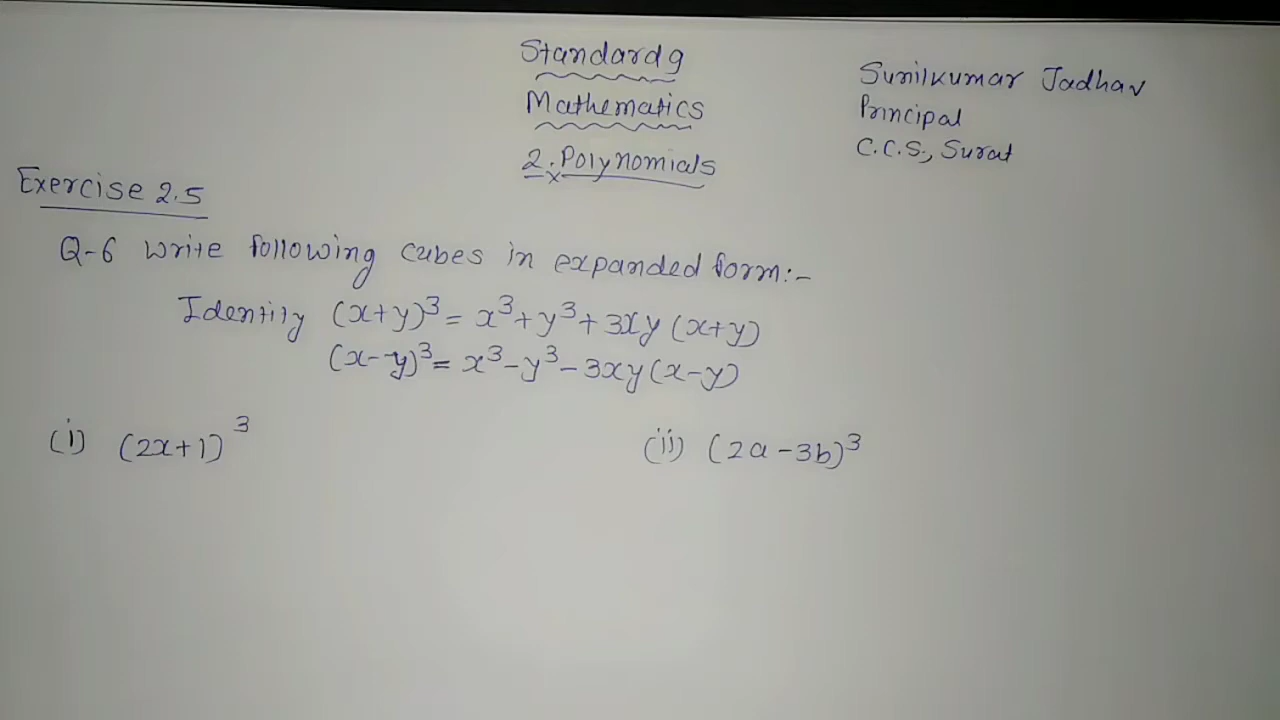 Standard 9
Mathematics
2. Polynomials
Sunilkumar Jadhav
Principal
C.C.S., Surat
Exercise 2.5
Q-6 Write following cubes in expanded form:-
Identity (x+y)³ = x³+y³+3xy(x+y)
(x-y)³ = x³-y³-3xy(x-y)
(i) (2x+1)³
(ii) (2a-3b)³